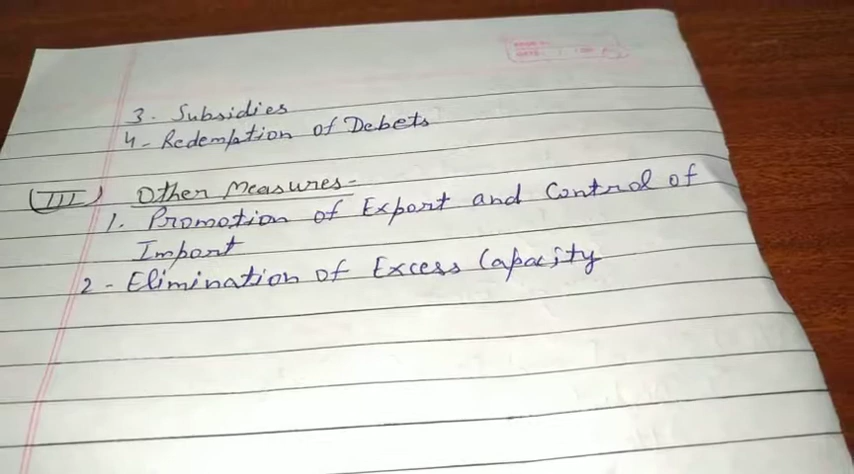 3. Subsidies
4- Redemption of Debets
(III) Other Measures-
1. Promotion of Export and Control of
Import
2- Elimination of Excess Capacity